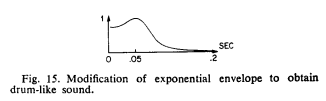 1
SEC
0 .05 .2
Fig. 15. Modification of exponential envelope to obtain
drum-like sound.